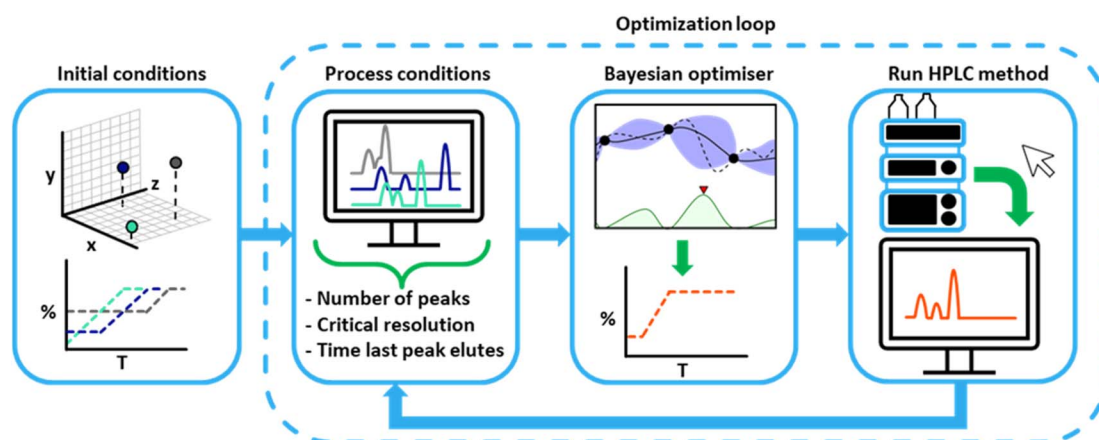 Optimization loop
Initial conditions
y
z
x
%
T
Process conditions
- Number of peaks
- Critical resolution
- Time last peak elutes
Bayesian optimiser
%
T
Run HPLC method